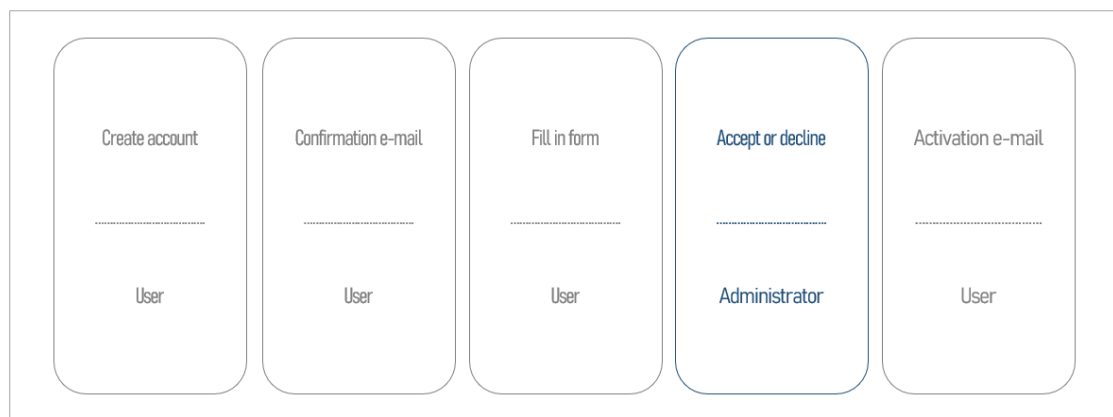 Create account
User
Confirmation e-mail
User
Fill in form
User
Accept or decline
Administrator
Activation e-mail
User